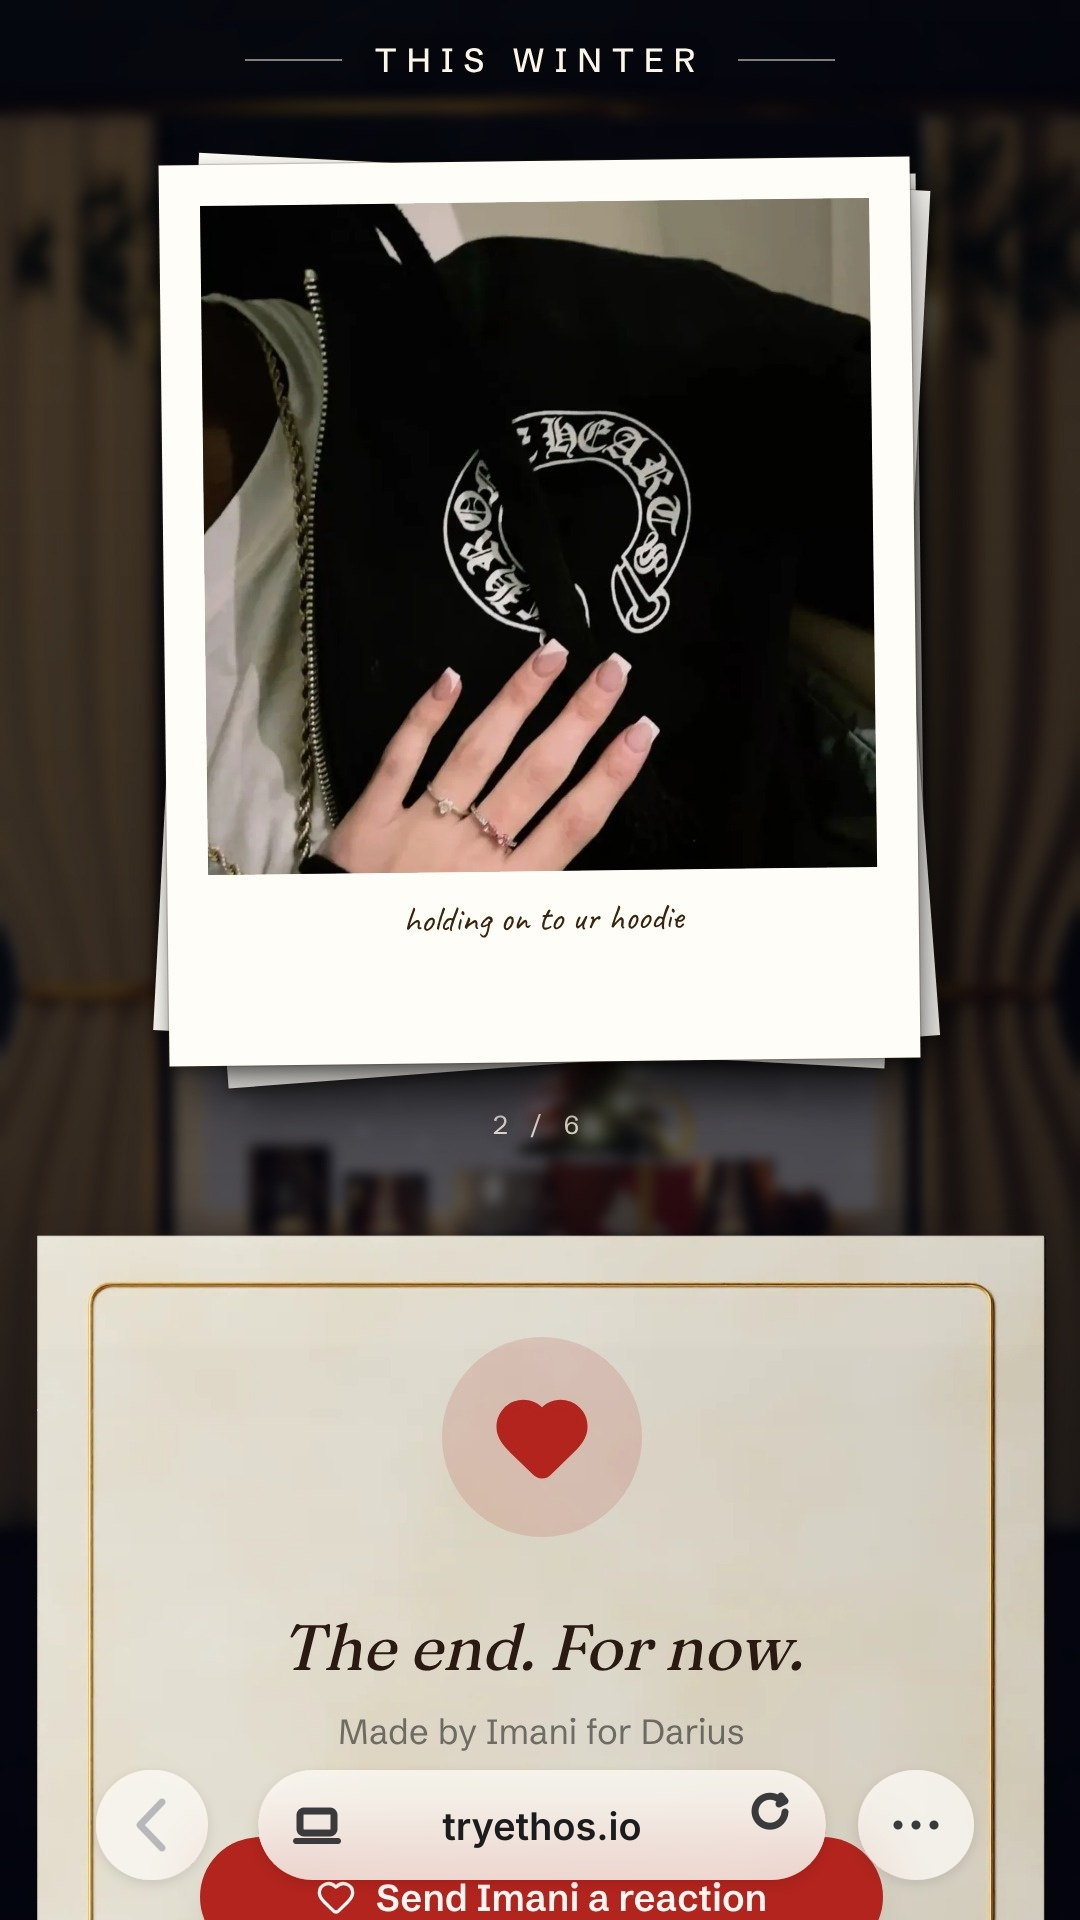 THIS WINTER
HEARTS
holding on to ur hoodie
2 / 6
The end. For now.
Made by Imani for Darius
tryethos.io
Send Imani a reaction